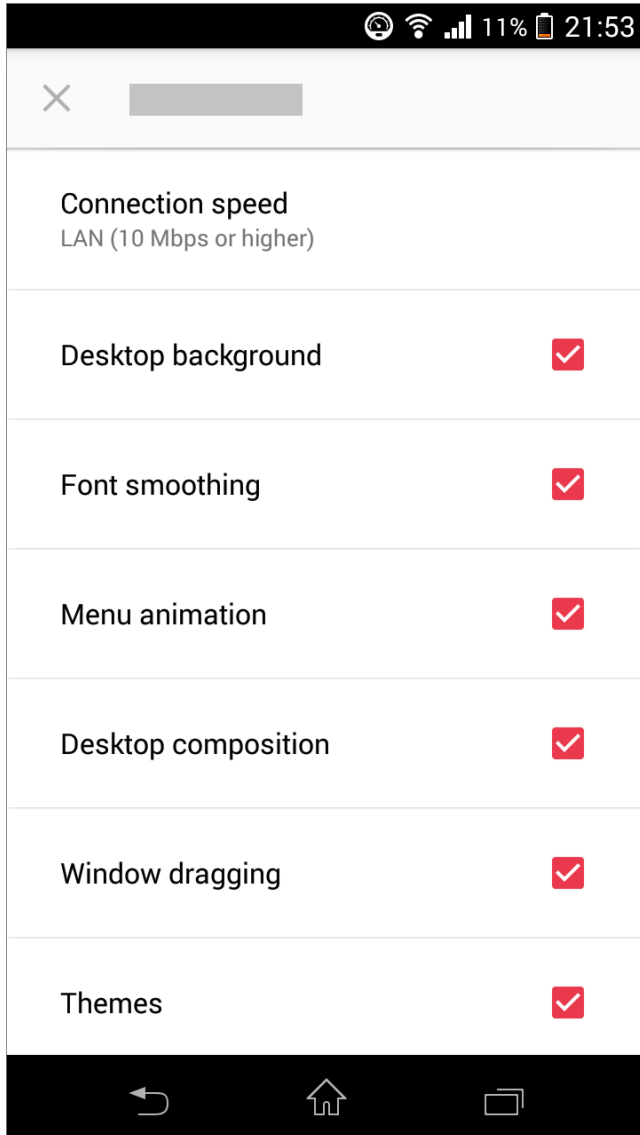 11% 21:53
Connection speed
LAN (10 Mbps or higher)
Desktop background
Font smoothing
Menu animation
Desktop composition
Window dragging
Themes